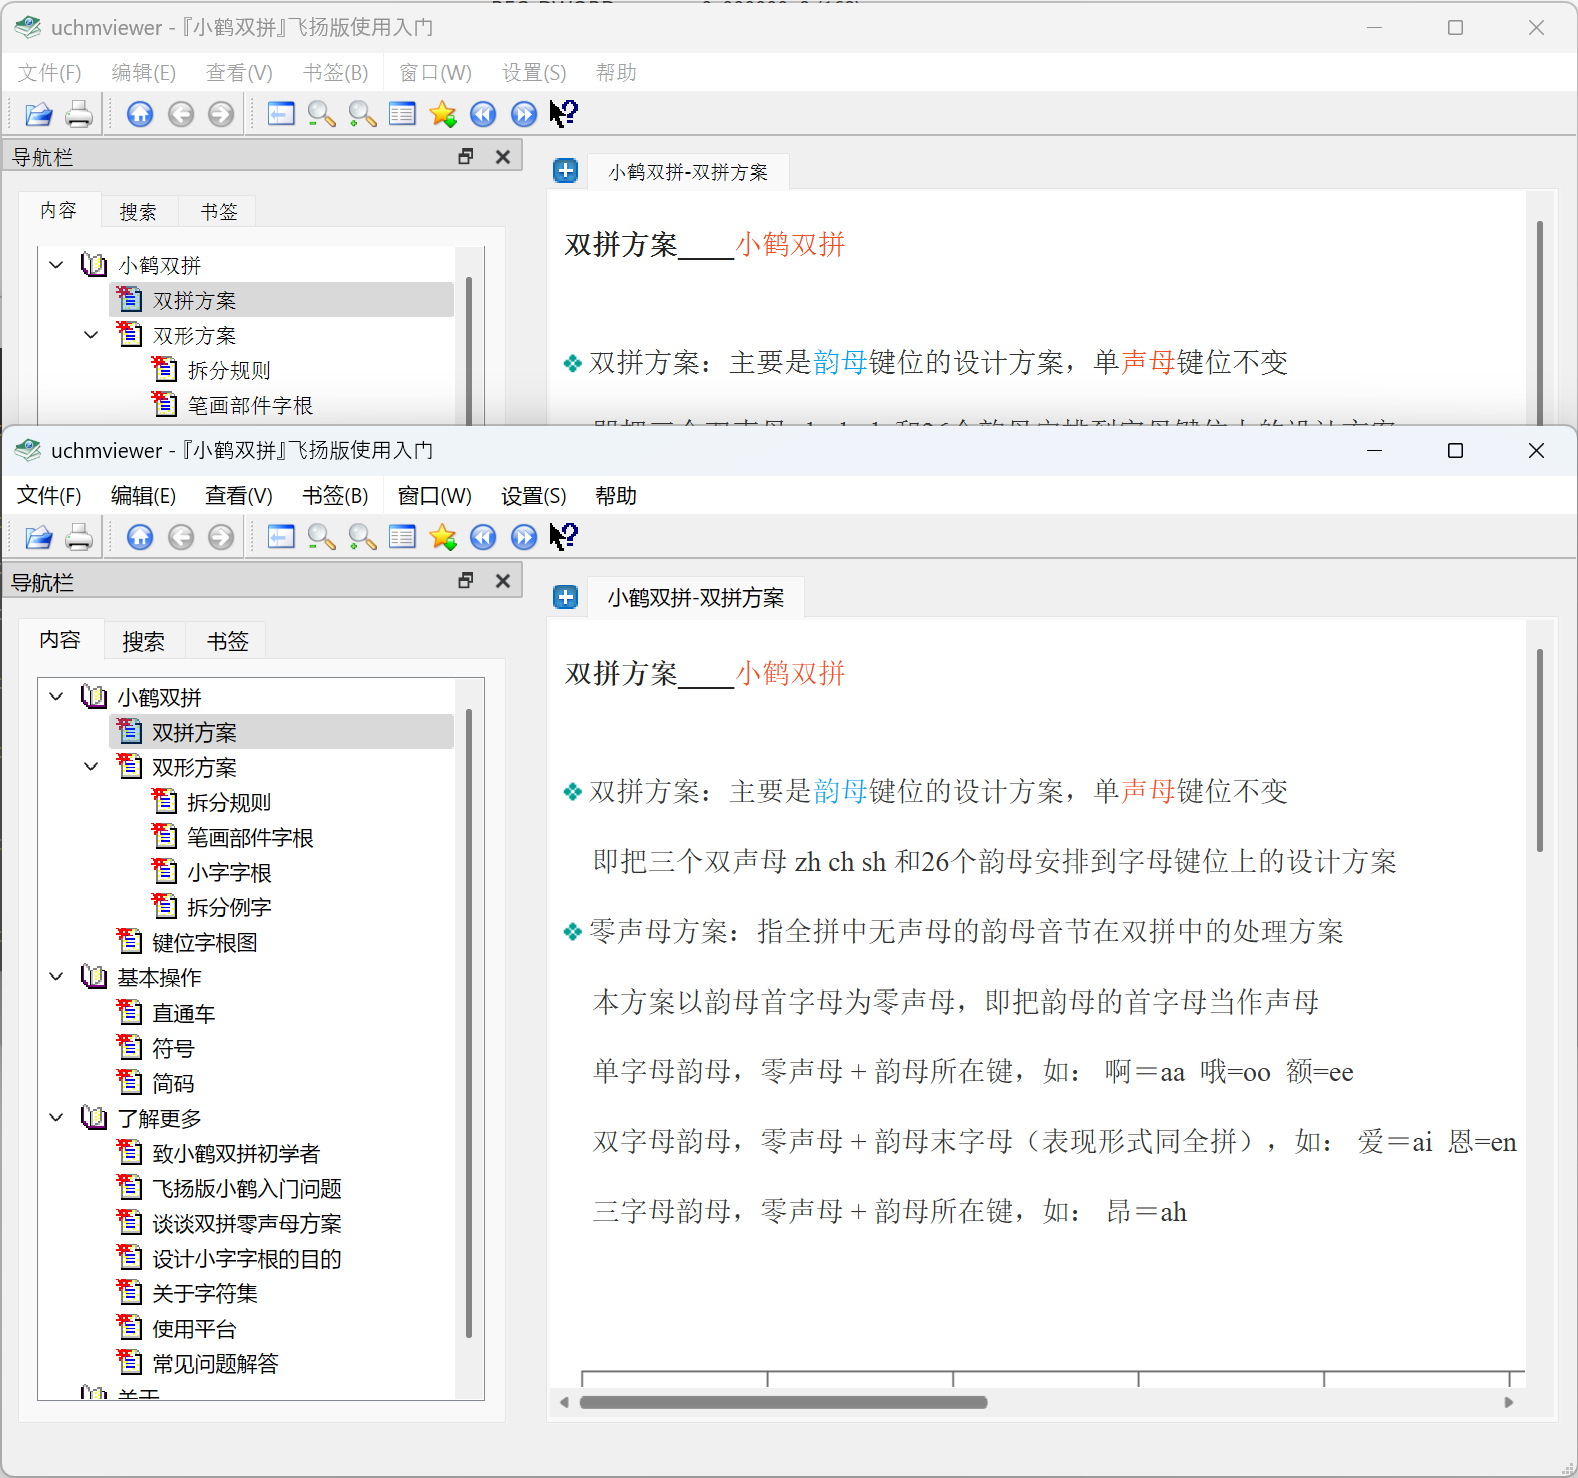 uchmviewer -『小鹤双拼』飞扬版使用入门
文件(F) 编辑(E) 查看(V) 书签(B) 窗口(W) 设置(S) 帮助
导航栏
小鹤双拼-双拼方案
内容 搜索 书签
小鹤双拼
双拼方案
双形方案
拆分规则
笔画部件字根
双拼方案____小鹤双拼
双拼方案：主要是韵母键位的设计方案，单声母键位不变
uchmviewer -『小鹤双拼』飞扬版使用入门
文件(F) 编辑(E) 查看(V) 书签(B) 窗口(W) 设置(S) 帮助
导航栏
小鹤双拼-双拼方案
内容 搜索 书签
小鹤双拼
双拼方案
双形方案
拆分规则
笔画部件字根
小字字根
拆分例字
键位字根图
基本操作
直通车
符号
简码
了解更多
致小鹤双拼初学者
飞扬版小鹤入门问题
谈谈双拼零声母方案
设计小字字根的目的
关于字符集
使用平台
常见问题解答
双拼方案____小鹤双拼
双拼方案：主要是韵母键位的设计方案，单声母键位不变
即把三个双声母 zh ch sh 和26个韵母安排到字母键位上的设计方案
零声母方案：指全拼中无声母的韵母音节在双拼中的处理方案
本方案以韵母首字母为零声母，即把韵母的首字母当作声母
单字母韵母，零声母 + 韵母所在键，如： 啊＝aa 哦=oo 额=ee
双字母韵母，零声母 + 韵母末字母（表现形式同全拼）,如： 爱＝ai 恩=en
三字母韵母，零声母 + 韵母所在键，如： 昂＝ah